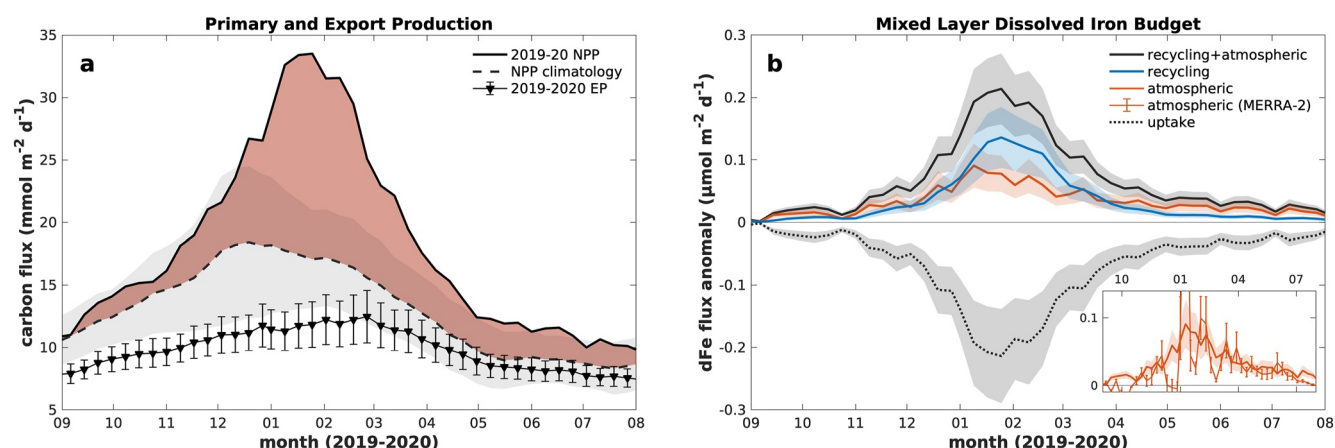 Primary and Export Production
35
30
25
20
15
10
5
carbon flux (mmol m⁻² d⁻¹)
a
2019-20 NPP
NPP climatology
2019-2020 EP
09 10 11 12 01 02 03 04 05 06 07 08
month (2019-2020)
Mixed Layer Dissolved Iron Budget
0.3
0.2
0.1
0
-0.1
-0.2
-0.3
dFe flux anomaly (μmol m⁻² d⁻¹)
b
recycling+atmospheric
recycling
atmospheric
atmospheric (MERRA-2)
uptake
10 01 04 07
0.1
0
09 10 11 12 01 02 03 04 05 06 07 08
month (2019-2020)